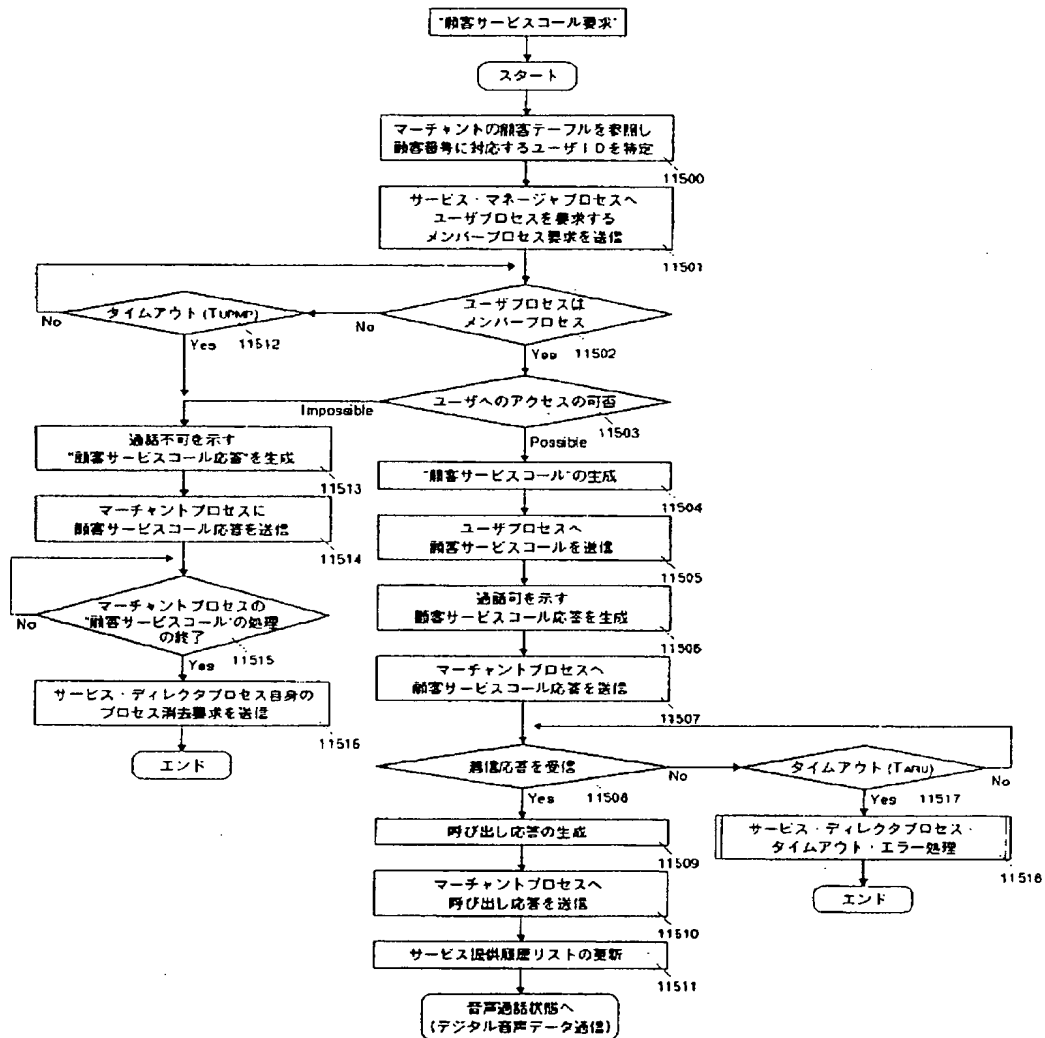 "顧客サービスコール要求"
スタート
マーチャントの顧客テーブルを参照し
顧客番号に対応するユーザIDを特定
11500
サービス・マネージャプロセスへ
ユーザプロセスを要求する
メンバープロセス要求を送信
11501
ユーザプロセスは
メンバープロセス
No
Yes
11502
タイムアウト (TUPMP)
No
Yes
11512
ユーザへのアクセスの可否
Impossible
11503
Possible
通話不可を示す
"顧客サービスコール応答"を生成
11513
マーチャントプロセスに
顧客サービスコール応答を送信
11514
マーチャントプロセスの
"顧客サービスコール"の処理
の終了
No
11515
Yes
サービス・ディレクタプロセス自身の
プロセス消去要求を送信
11516
エンド
"顧客サービスコール"の生成
11504
ユーザプロセスへ
顧客サービスコールを送信
11505
通話可を示す
顧客サービスコール応答を生成
11506
マーチャントプロセスへ
顧客サービスコール応答を送信
11507
着信応答を受信
No
Yes
11508
タイムアウト (TARU)
No
Yes
11517
サービス・ディレクタプロセス・
タイムアウト・エラー処理
11518
エンド
呼び出し応答の生成
11509
マーチャントプロセスへ
呼び出し応答を送信
11510
サービス提供履歴リストの更新
11511
音声通話状態へ
(デジタル音声データ通信)